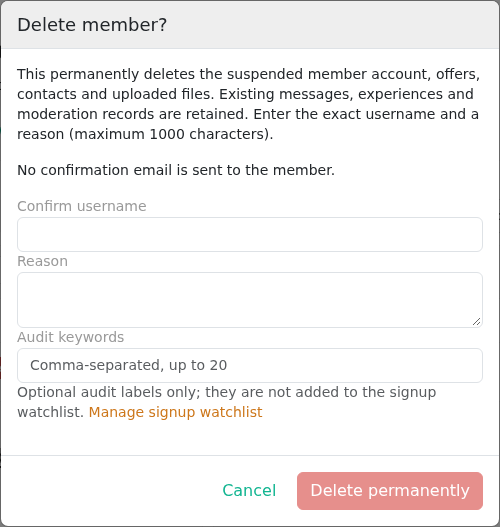 Delete member?
This permanently deletes the suspended member account, offers,
contacts and uploaded files. Existing messages, experiences and
moderation records are retained. Enter the exact username and a
reason (maximum 1000 characters).
No confirmation email is sent to the member.
Confirm username
Reason
Audit keywords
Comma-separated, up to 20
Optional audit labels only; they are not added to the signup
watchlist. Manage signup watchlist
Cancel Delete permanently